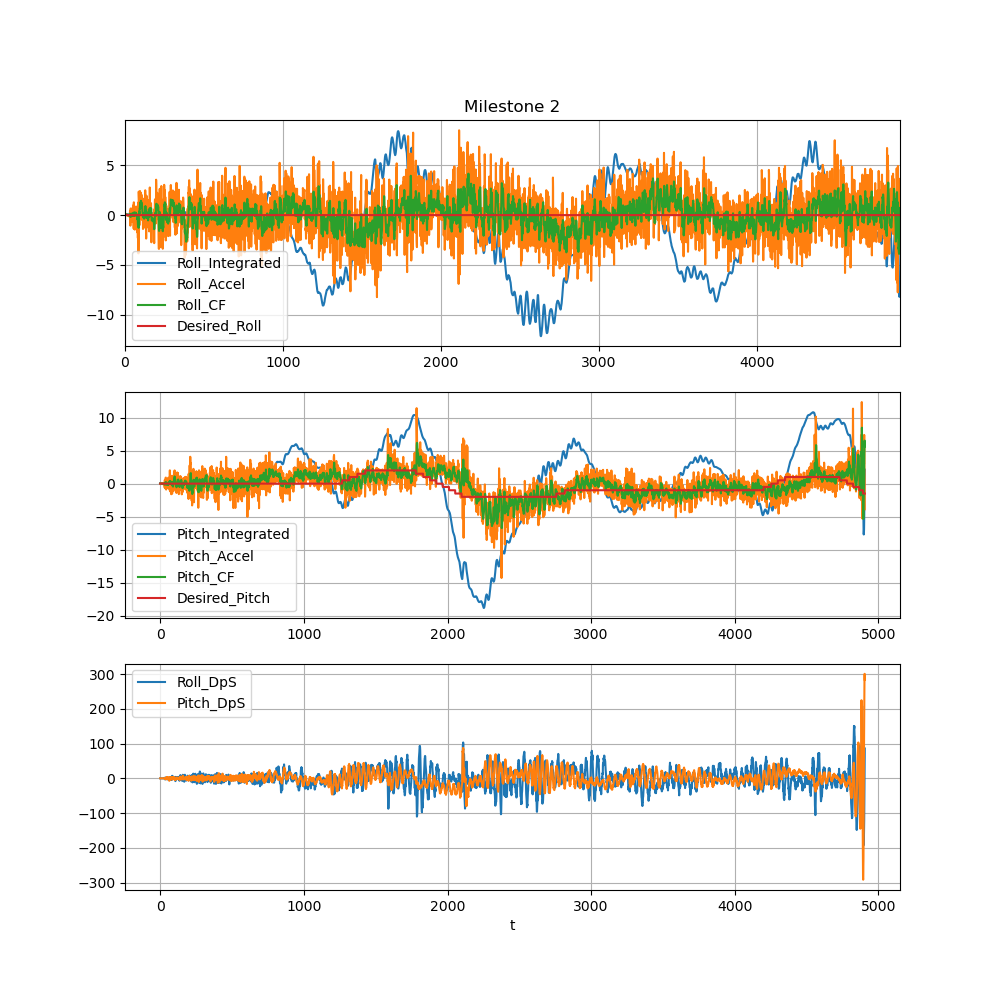 Milestone 2
5
0
−5
−10
Roll_Integrated
Roll_Accel
Roll_CF
Desired_Roll
0 1000 2000 3000 4000
10
5
0
−5
−10
−15
−20
Pitch_Integrated
Pitch_Accel
Pitch_CF
Desired_Pitch
0 1000 2000 3000 4000 5000
300
200
100
0
−100
−200
−300
Roll_DpS
Pitch_DpS
0 1000 2000 3000 4000 5000
t